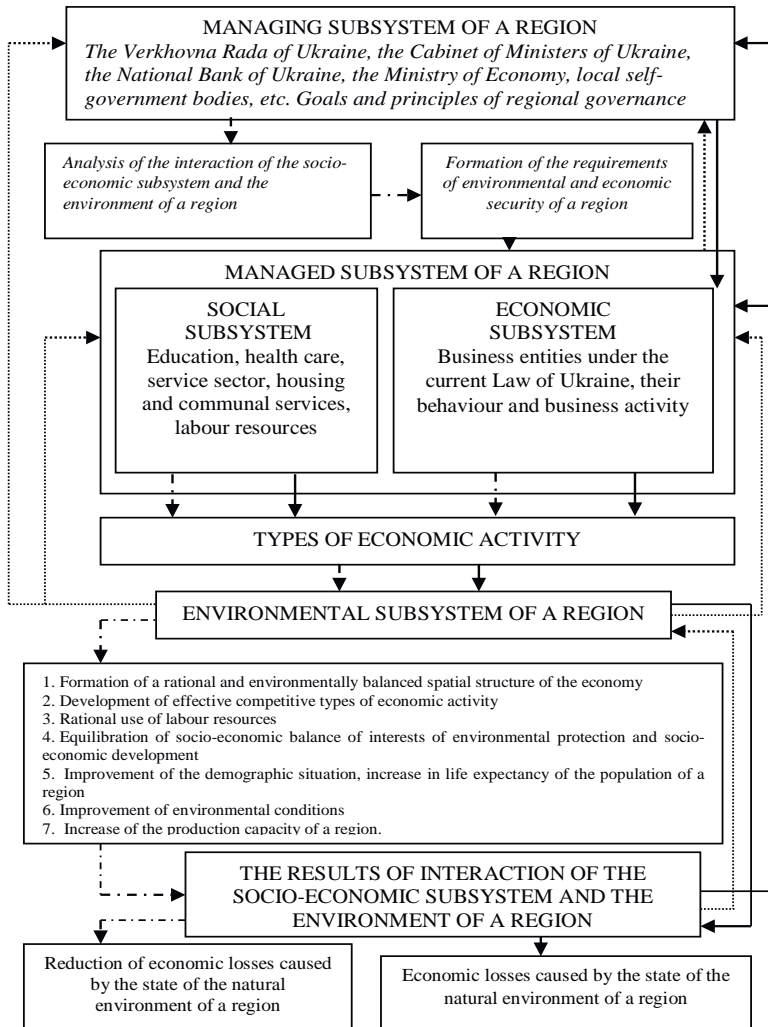 MANAGING SUBSYSTEM OF A REGION
The Verkhovna Rada of Ukraine, the Cabinet of Ministers of Ukraine,
the National Bank of Ukraine, the Ministry of Economy, local self-
government bodies, etc. Goals and principles of regional governance
Analysis of the interaction of the socio-
economic subsystem and the
environment of a region
Formation of the requirements
of environmental and economic
security of a region
MANAGED SUBSYSTEM OF A REGION
SOCIAL
SUBSYSTEM
Education, health care,
service sector, housing
and communal services,
labour resources
ECONOMIC
SUBSYSTEM
Business entities under the
current Law of Ukraine, their
behaviour and business activity
TYPES OF ECONOMIC ACTIVITY
ENVIRONMENTAL SUBSYSTEM OF A REGION
1. Formation of a rational and environmentally balanced spatial structure of the economy
2. Development of effective competitive types of economic activity
3. Rational use of labour resources
4. Equilibration of socio-economic balance of interests of environmental protection and socio-
economic development
5. Improvement of the demographic situation, increase in life expectancy of the population of a
region
6. Improvement of environmental conditions
7. Increase of the production capacity of a region.
THE RESULTS OF INTERACTION OF THE
SOCIO-ECONOMIC SUBSYSTEM AND THE
ENVIRONMENT OF A REGION
Reduction of economic losses caused
by the state of the natural
environment of a region
Economic losses caused by the state of the
natural environment of a region